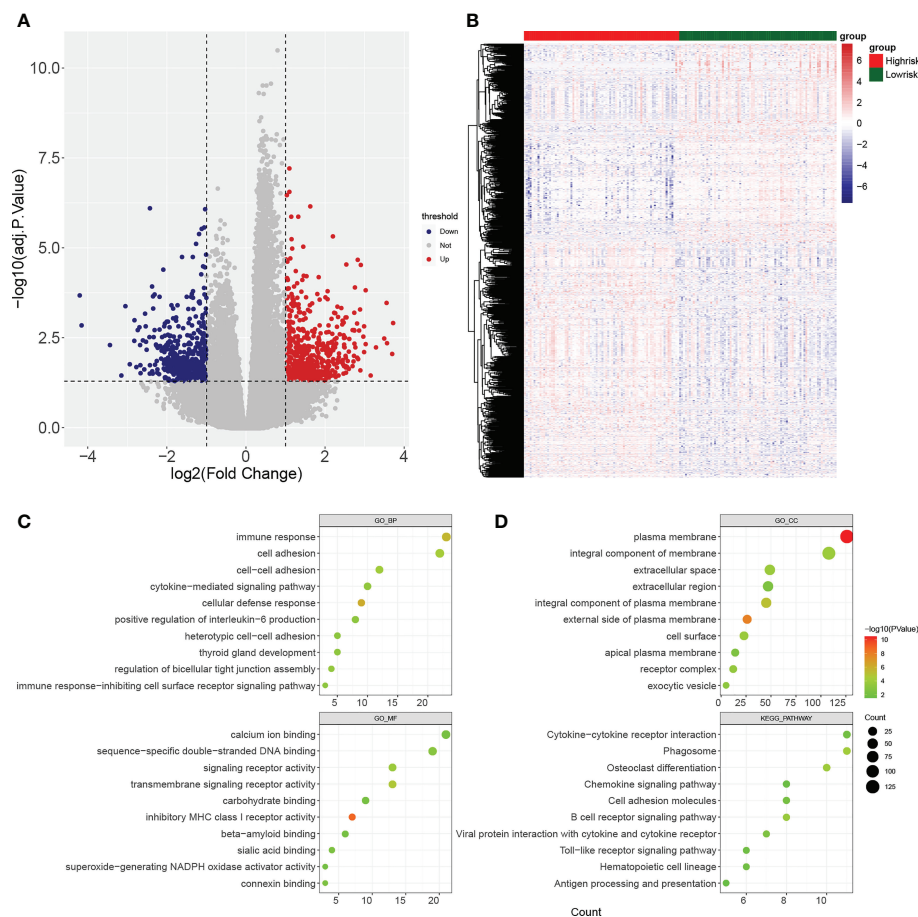 A
10.0
7.5
5.0
2.5
0.0
−log10(adj.P.Value)
−4
−2
0
2
4
log2(Fold Change)
threshold
Down
Not
Up
B
group
6
4
2
0
−2
−4
−6
group
Highrisk
Lowrisk
C
GO_BP
immune response
cell adhesion
cell−cell adhesion
cytokine−mediated signaling pathway
cellular defense response
positive regulation of interleukin−6 production
heterotypic cell−cell adhesion
thyroid gland development
regulation of bicellular tight junction assembly
immune response−inhibiting cell surface receptor signaling pathway
5
10
15
20
GO_MF
calcium ion binding
sequence−specific double−stranded DNA binding
signaling receptor activity
transmembrane signaling receptor activity
carbohydrate binding
inhibitory MHC class I receptor activity
beta−amyloid binding
sialic acid binding
superoxide−generating NADPH oxidase activator activity
connexin binding
5
10
15
20
D
GO_CC
plasma membrane
integral component of membrane
extracellular space
extracellular region
integral component of plasma membrane
external side of plasma membrane
cell surface
apical plasma membrane
receptor complex
exocytic vesicle
0
25
50
75
100
125
KEGG_PATHWAY
Cytokine−cytokine receptor interaction
Phagosome
Osteoclast differentiation
Chemokine signaling pathway
Cell adhesion molecules
B cell receptor signaling pathway
Viral protein interaction with cytokine and cytokine receptor
Toll−like receptor signaling pathway
Hematopoietic cell lineage
Antigen processing and presentation
6
8
10
Count
−log10(PValue)
10
8
6
4
2
Count
25
50
75
100
125